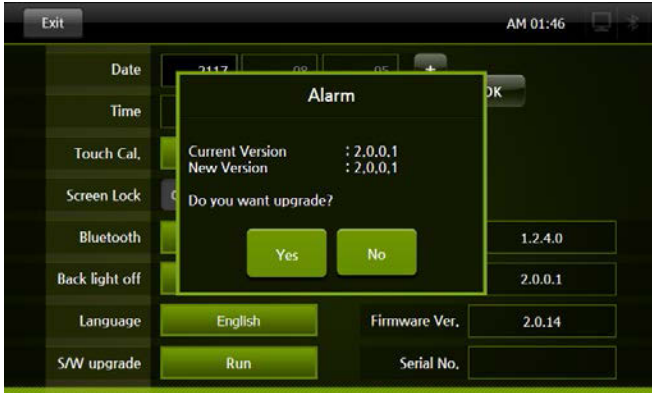 Exit
AM 01:46
Date
Time
Touch Cal.
Screen Lock
Bluetooth
Back light off
Language
English
S/W upgrade
Run
Alarm
Current Version : 2.0.0.1
New Version : 2.0.0.1
Do you want upgrade?
Yes
No
1.2.4.0
2.0.0.1
Firmware Ver.
2.0.14
Serial No.